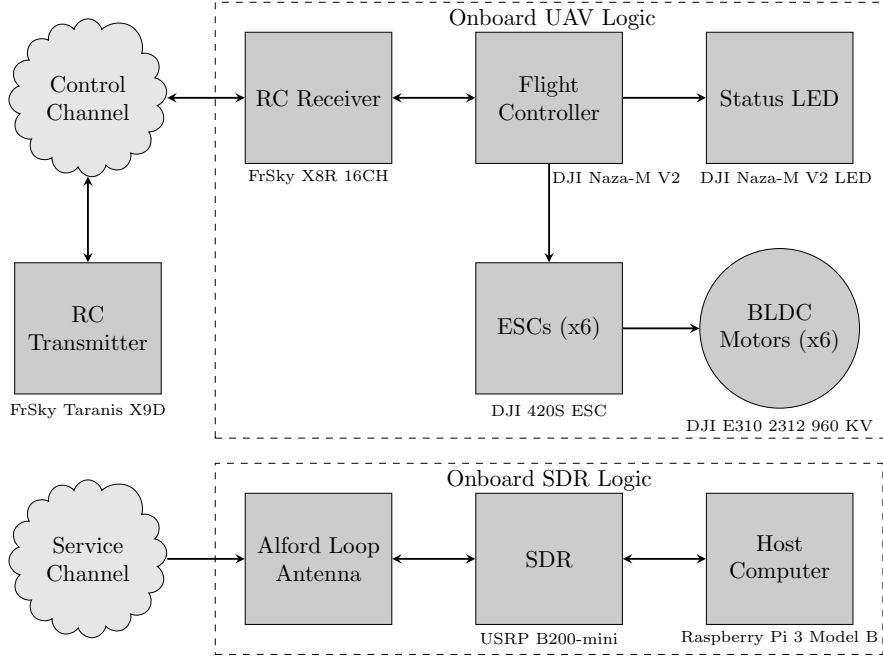 Onboard UAV Logic
Control
Channel
RC Receiver
Flight
Controller
Status LED
FrSky X8R 16CH
DJI Naza-M V2
DJI Naza-M V2 LED
RC
Transmitter
ESCs (x6)
BLDC
Motors (x6)
FrSky Taranis X9D
DJI 420S ESC
DJI E310 2312 960 KV
Onboard SDR Logic
Service
Channel
Alford Loop
Antenna
SDR
Host
Computer
USRP B200-mini
Raspberry Pi 3 Model B